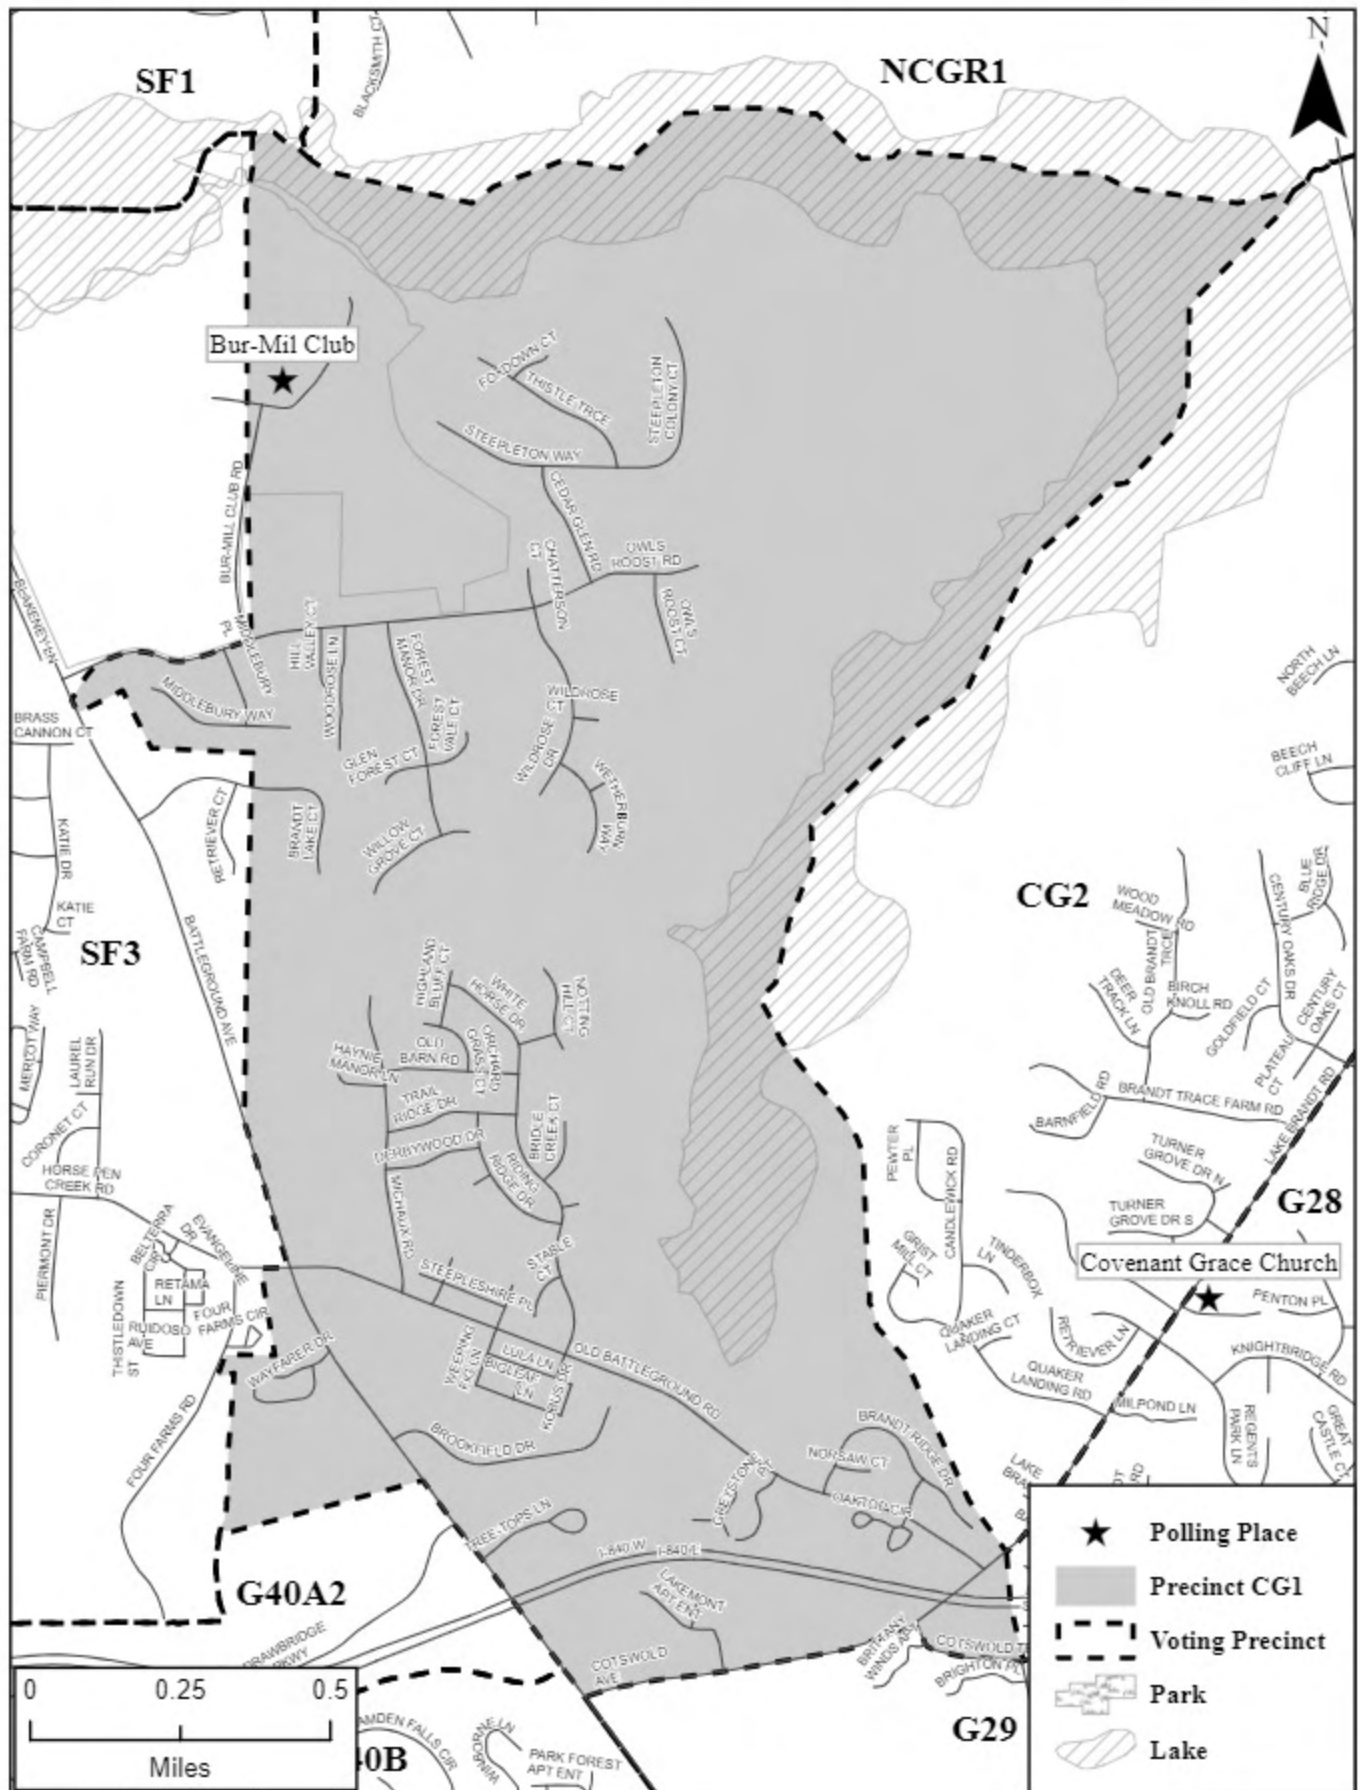 N
SF1
NCGR1
BLACKSMITH CT
Bur-Mil Club
FOXDOWN CT
THISTLE TRCE
STEEPLETON
COLONY CT
STEEPLETON WAY
CEDAR GLEN RD
BUR-MILL CLUB RD
CHATTERSON
CT
OWLS
ROOST RD
OWLS
ROOST CT
BLAKENEY LN
MIDDLEBURY
PL
HILL
VALLEY CT
WOODROSE LN
FOREST
MANOR DR
NORTH
BEECH LN
MIDDLEBURY WAY
WILDROSE
CT
FOREST
VALE CT
BRASS
CANNON CT
GLEN
FOREST CT
WILDROSE
DR
BEECH
CLIFF LN
WETHERBURN
WAY
RETRIEVER CT
BRANDT
LAKE CT
WILLOW
GROVE CT
KATIE DR
KATIE
CT
CAMPBELL
FARM RD
BATTLEGROUND AVE
SF3
CG2
WOOD
MEADOW RD
CENTURY OAKS DR
BLUE
RIDGE DR
OLD BRANDT
TRCE
DEER
TRACK LN
BIRCH
KNOLL RD
GOLDFIELD CT
CENTURY
OAKS CT
PLATEAU
CT
HIGHLAND
BLUFF CT
WHITE
HORSE DR
NOTTING
HILL CT
MERLOT WAY
LAUREL
RUN DR
HAYNIE
MANOR LN
OLD
BARN RD
ORCHARD
GRASS CT
BARNFIELD RD
BRANDT TRACE FARM RD
LAKE BRANDT RD
TRAIL
RIDGE DR
DERBYWOOD DR
BRIDLE
CREEK CT
CORONET CT
HORSE PEN
CREEK RD
RIDING
RIDGE DR
PEWTER
PL
CANDLEWICK RD
TURNER
GROVE DR N
TURNER
GROVE DR S
G28
MICHAUX RD
PIERMONT DR
BELTERRA
CIR
EVANGELINE
DR
STABLE
CT
GRIST
MILL CT
TINDERBOX
LN
Covenant Grace Church
STEEPLESHIRE PL
RETAMA
LN
FOUR
FARMS CIR
RUIDOSO
AVE
THISTLEDOWN
ST
PENTON PL
QUAKER
LANDING CT
RETRIEVER LN
KNIGHTBRIDGE RD
WAYFARER DR
LULA LN
BIGLEAF
LN
KOBUS DR
OLD BATTLEGROUND RD
QUAKER
LANDING RD
MILPOND LN
REGENTS
PARK LN
GREAT
CASTLE CT
FOUR FARMS RD
BROOKFIELD DR
BRANDT RIDGE DR
NORSAW CT
OAKTOP CIR
LAKE
TREE-TOPS LN
I-840 W
I-840 E
LAKEMONT
APT ENT
G40A2
DRAWBRIDGE
PKWY
COTSWOLD
AVE
BRITTANY
WINDS APT
BRIGHTON PL
G29
AMDEN FALLS CIR
40B
WINBORNE LN
PARK FOREST
APT ENT
0 0.25 0.5
Miles
Polling Place
Precinct CG1
Voting Precinct
Park
Lake